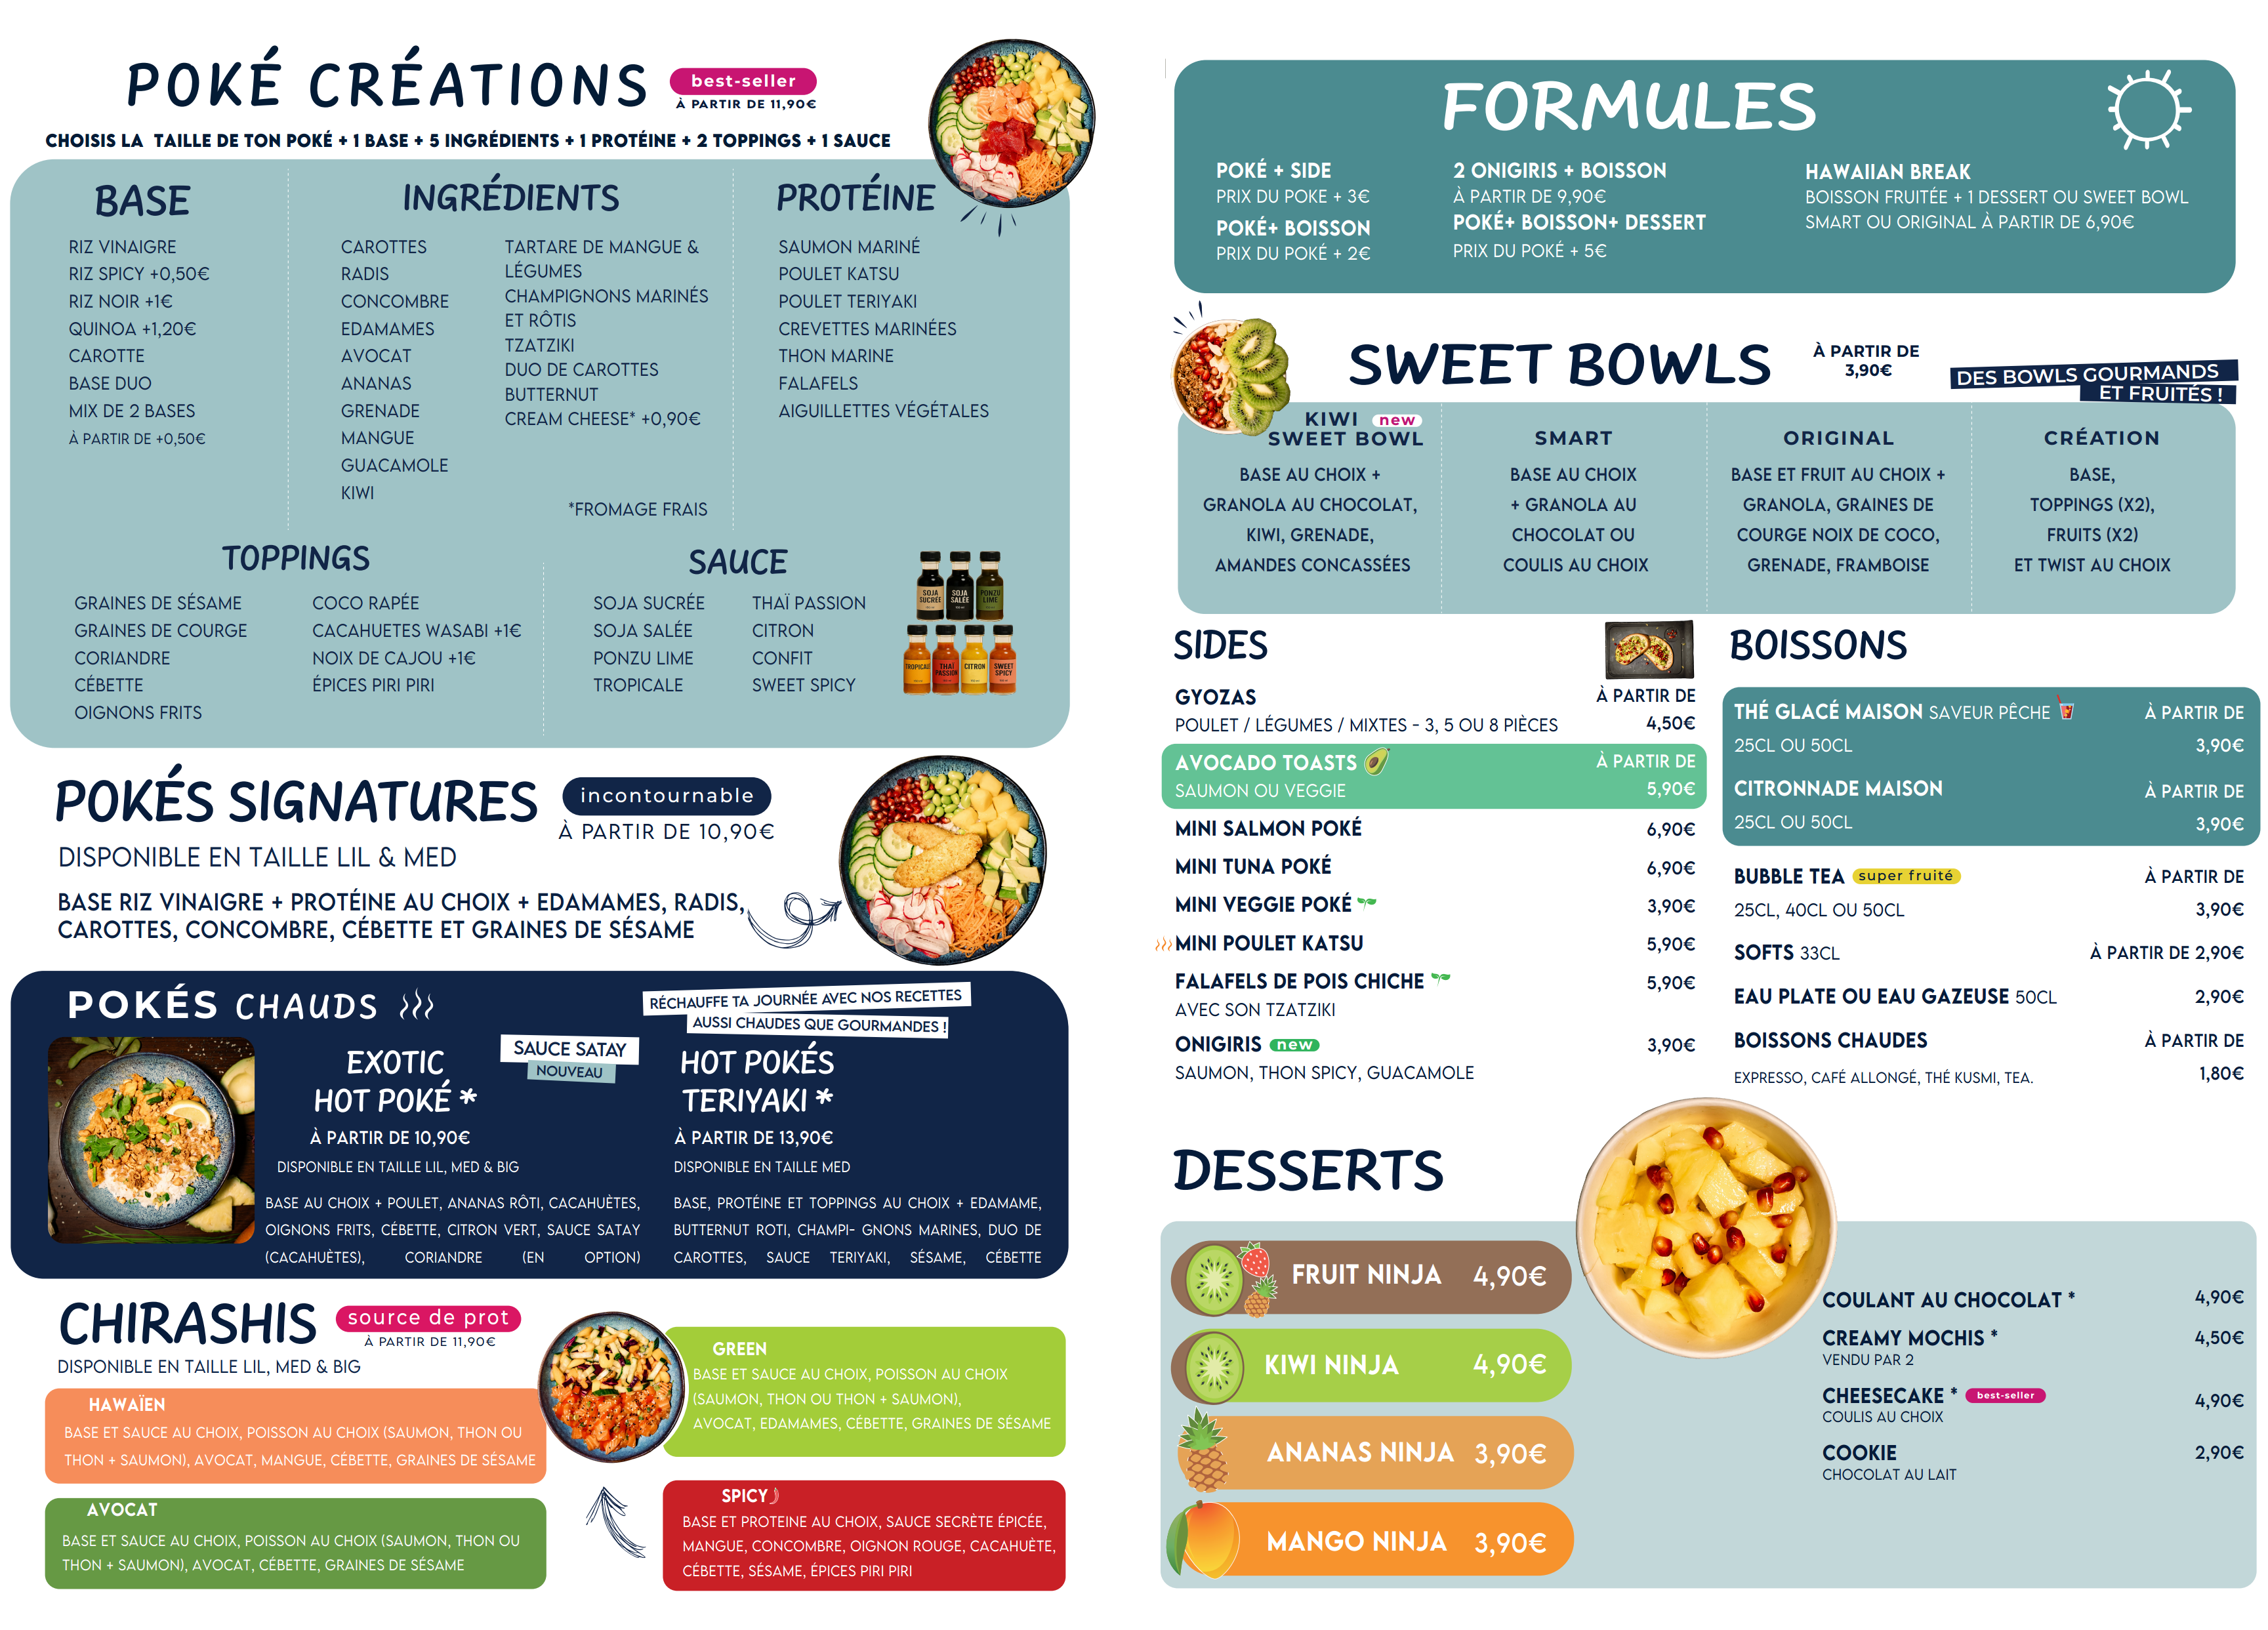 POKÉ CRÉATIONS
best-seller
À PARTIR DE 11,90€
CHOISIS LA TAILLE DE TON POKÉ + 1 BASE + 5 INGRÉDIENTS + 1 PROTÉINE + 2 TOPPINGS + 1 SAUCE
BASE
RIZ VINAIGRE
RIZ SPICY +0,50€
RIZ NOIR +1€
QUINOA +1,20€
CAROTTE
BASE DUO
MIX DE 2 BASES
À PARTIR DE +0,50€
INGRÉDIENTS
CAROTTES
RADIS
CONCOMBRE
EDAMAMES
AVOCAT
ANANAS
GRENADE
MANGUE
GUACAMOLE
KIWI
TARTARE DE MANGUE &
LÉGUMES
CHAMPIGNONS MARINÉS
ET RÔTIS
TZATZIKI
DUO DE CAROTTES
BUTTERNUT
CREAM CHEESE* +0,90€
*FROMAGE FRAIS
PROTÉINE
SAUMON MARINÉ
POULET KATSU
POULET TERIYAKI
CREVETTES MARINÉES
THON MARINE
FALAFELS
AIGUILLETTES VÉGÉTALES
TOPPINGS
GRAINES DE SÉSAME
GRAINES DE COURGE
CORIANDRE
CÉBETTE
OIGNONS FRITS
COCO RAPÉE
CACAHUETES WASABI +1€
NOIX DE CAJOU +1€
ÉPICES PIRI PIRI
SAUCE
SOJA SUCRÉE
SOJA SALÉE
PONZU LIME
TROPICALE
THAÏ PASSION
CITRON
CONFIT
SWEET SPICY
SOJA
SUCRÉE
SOJA
SALÉE
PONZU
LIME
TROPICAL
THAÏ
PASSION
CITRON
SWEET
SPICY
POKÉS SIGNATURES
incontournable
À PARTIR DE 10,90€
DISPONIBLE EN TAILLE LIL & MED
BASE RIZ VINAIGRE + PROTÉINE AU CHOIX + EDAMAMES, RADIS,
CAROTTES, CONCOMBRE, CÉBETTE ET GRAINES DE SÉSAME
POKÉS CHAUDS
RÉCHAUFFE TA JOURNÉE AVEC NOS RECETTES
AUSSI CHAUDES QUE GOURMANDES !
EXOTIC
HOT POKÉ *
SAUCE SATAY
NOUVEAU
À PARTIR DE 10,90€
DISPONIBLE EN TAILLE LIL, MED & BIG
BASE AU CHOIX + POULET, ANANAS RÔTI, CACAHUÈTES,
OIGNONS FRITS, CÉBETTE, CITRON VERT, SAUCE SATAY
(CACAHUÈTES), CORIANDRE (EN OPTION)
HOT POKÉS
TERIYAKI *
À PARTIR DE 13,90€
DISPONIBLE EN TAILLE MED
BASE, PROTÉINE ET TOPPINGS AU CHOIX + EDAMAME,
BUTTERNUT ROTI, CHAMPI- GNONS MARINES, DUO DE
CAROTTES, SAUCE TERIYAKI, SÉSAME, CÉBETTE
CHIRASHIS
source de prot
À PARTIR DE 11,90€
DISPONIBLE EN TAILLE LIL, MED & BIG
HAWAÏEN
BASE ET SAUCE AU CHOIX, POISSON AU CHOIX (SAUMON, THON OU
THON + SAUMON), AVOCAT, MANGUE, CÉBETTE, GRAINES DE SÉSAME
AVOCAT
BASE ET SAUCE AU CHOIX, POISSON AU CHOIX (SAUMON, THON OU
THON + SAUMON), AVOCAT, CÉBETTE, GRAINES DE SÉSAME
GREEN
BASE ET SAUCE AU CHOIX, POISSON AU CHOIX
(SAUMON, THON OU THON + SAUMON),
AVOCAT, EDAMAMES, CÉBETTE, GRAINES DE SÉSAME
SPICY
BASE ET PROTEINE AU CHOIX, SAUCE SECRÈTE ÉPICÉE,
MANGUE, CONCOMBRE, OIGNON ROUGE, CACAHUÈTE,
CÉBETTE, SÉSAME, ÉPICES PIRI PIRI
FORMULES
POKÉ + SIDE
PRIX DU POKE + 3€
POKÉ+ BOISSON
PRIX DU POKÉ + 2€
2 ONIGIRIS + BOISSON
À PARTIR DE 9,90€
POKÉ+ BOISSON+ DESSERT
PRIX DU POKÉ + 5€
HAWAIIAN BREAK
BOISSON FRUITÉE + 1 DESSERT OU SWEET BOWL
SMART OU ORIGINAL À PARTIR DE 6,90€
SWEET BOWLS
À PARTIR DE
3,90€
DES BOWLS GOURMANDS
ET FRUITÉS !
KIWI new
SWEET BOWL
BASE AU CHOIX +
GRANOLA AU CHOCOLAT,
KIWI, GRENADE,
AMANDES CONCASSÉES
SMART
BASE AU CHOIX
+ GRANOLA AU
CHOCOLAT OU
COULIS AU CHOIX
ORIGINAL
BASE ET FRUIT AU CHOIX +
GRANOLA, GRAINES DE
COURGE NOIX DE COCO,
GRENADE, FRAMBOISE
CRÉATION
BASE,
TOPPINGS (X2),
FRUITS (X2)
ET TWIST AU CHOIX
SIDES
GYOZAS À PARTIR DE
POULET / LÉGUMES / MIXTES - 3, 5 OU 8 PIÈCES 4,50€
AVOCADO TOASTS À PARTIR DE
SAUMON OU VEGGIE 5,90€
MINI SALMON POKÉ 6,90€
MINI TUNA POKÉ 6,90€
MINI VEGGIE POKÉ 3,90€
MINI POULET KATSU 5,90€
FALAFELS DE POIS CHICHE 5,90€
AVEC SON TZATZIKI
ONIGIRIS new 3,90€
SAUMON, THON SPICY, GUACAMOLE
BOISSONS
THÉ GLACÉ MAISON SAVEUR PÊCHE À PARTIR DE
25CL OU 50CL 3,90€
CITRONNADE MAISON À PARTIR DE
25CL OU 50CL 3,90€
BUBBLE TEA super fruité À PARTIR DE
25CL, 40CL OU 50CL 3,90€
SOFTS 33CL À PARTIR DE 2,90€
EAU PLATE OU EAU GAZEUSE 50CL 2,90€
BOISSONS CHAUDES À PARTIR DE
EXPRESSO, CAFÉ ALLONGÉ, THÉ KUSMI, TEA. 1,80€
DESSERTS
FRUIT NINJA 4,90€
KIWI NINJA 4,90€
ANANAS NINJA 3,90€
MANGO NINJA 3,90€
COULANT AU CHOCOLAT * 4,90€
CREAMY MOCHIS * 4,50€
VENDU PAR 2
CHEESECAKE * best-seller 4,90€
COULIS AU CHOIX
COOKIE 2,90€
CHOCOLAT AU LAIT